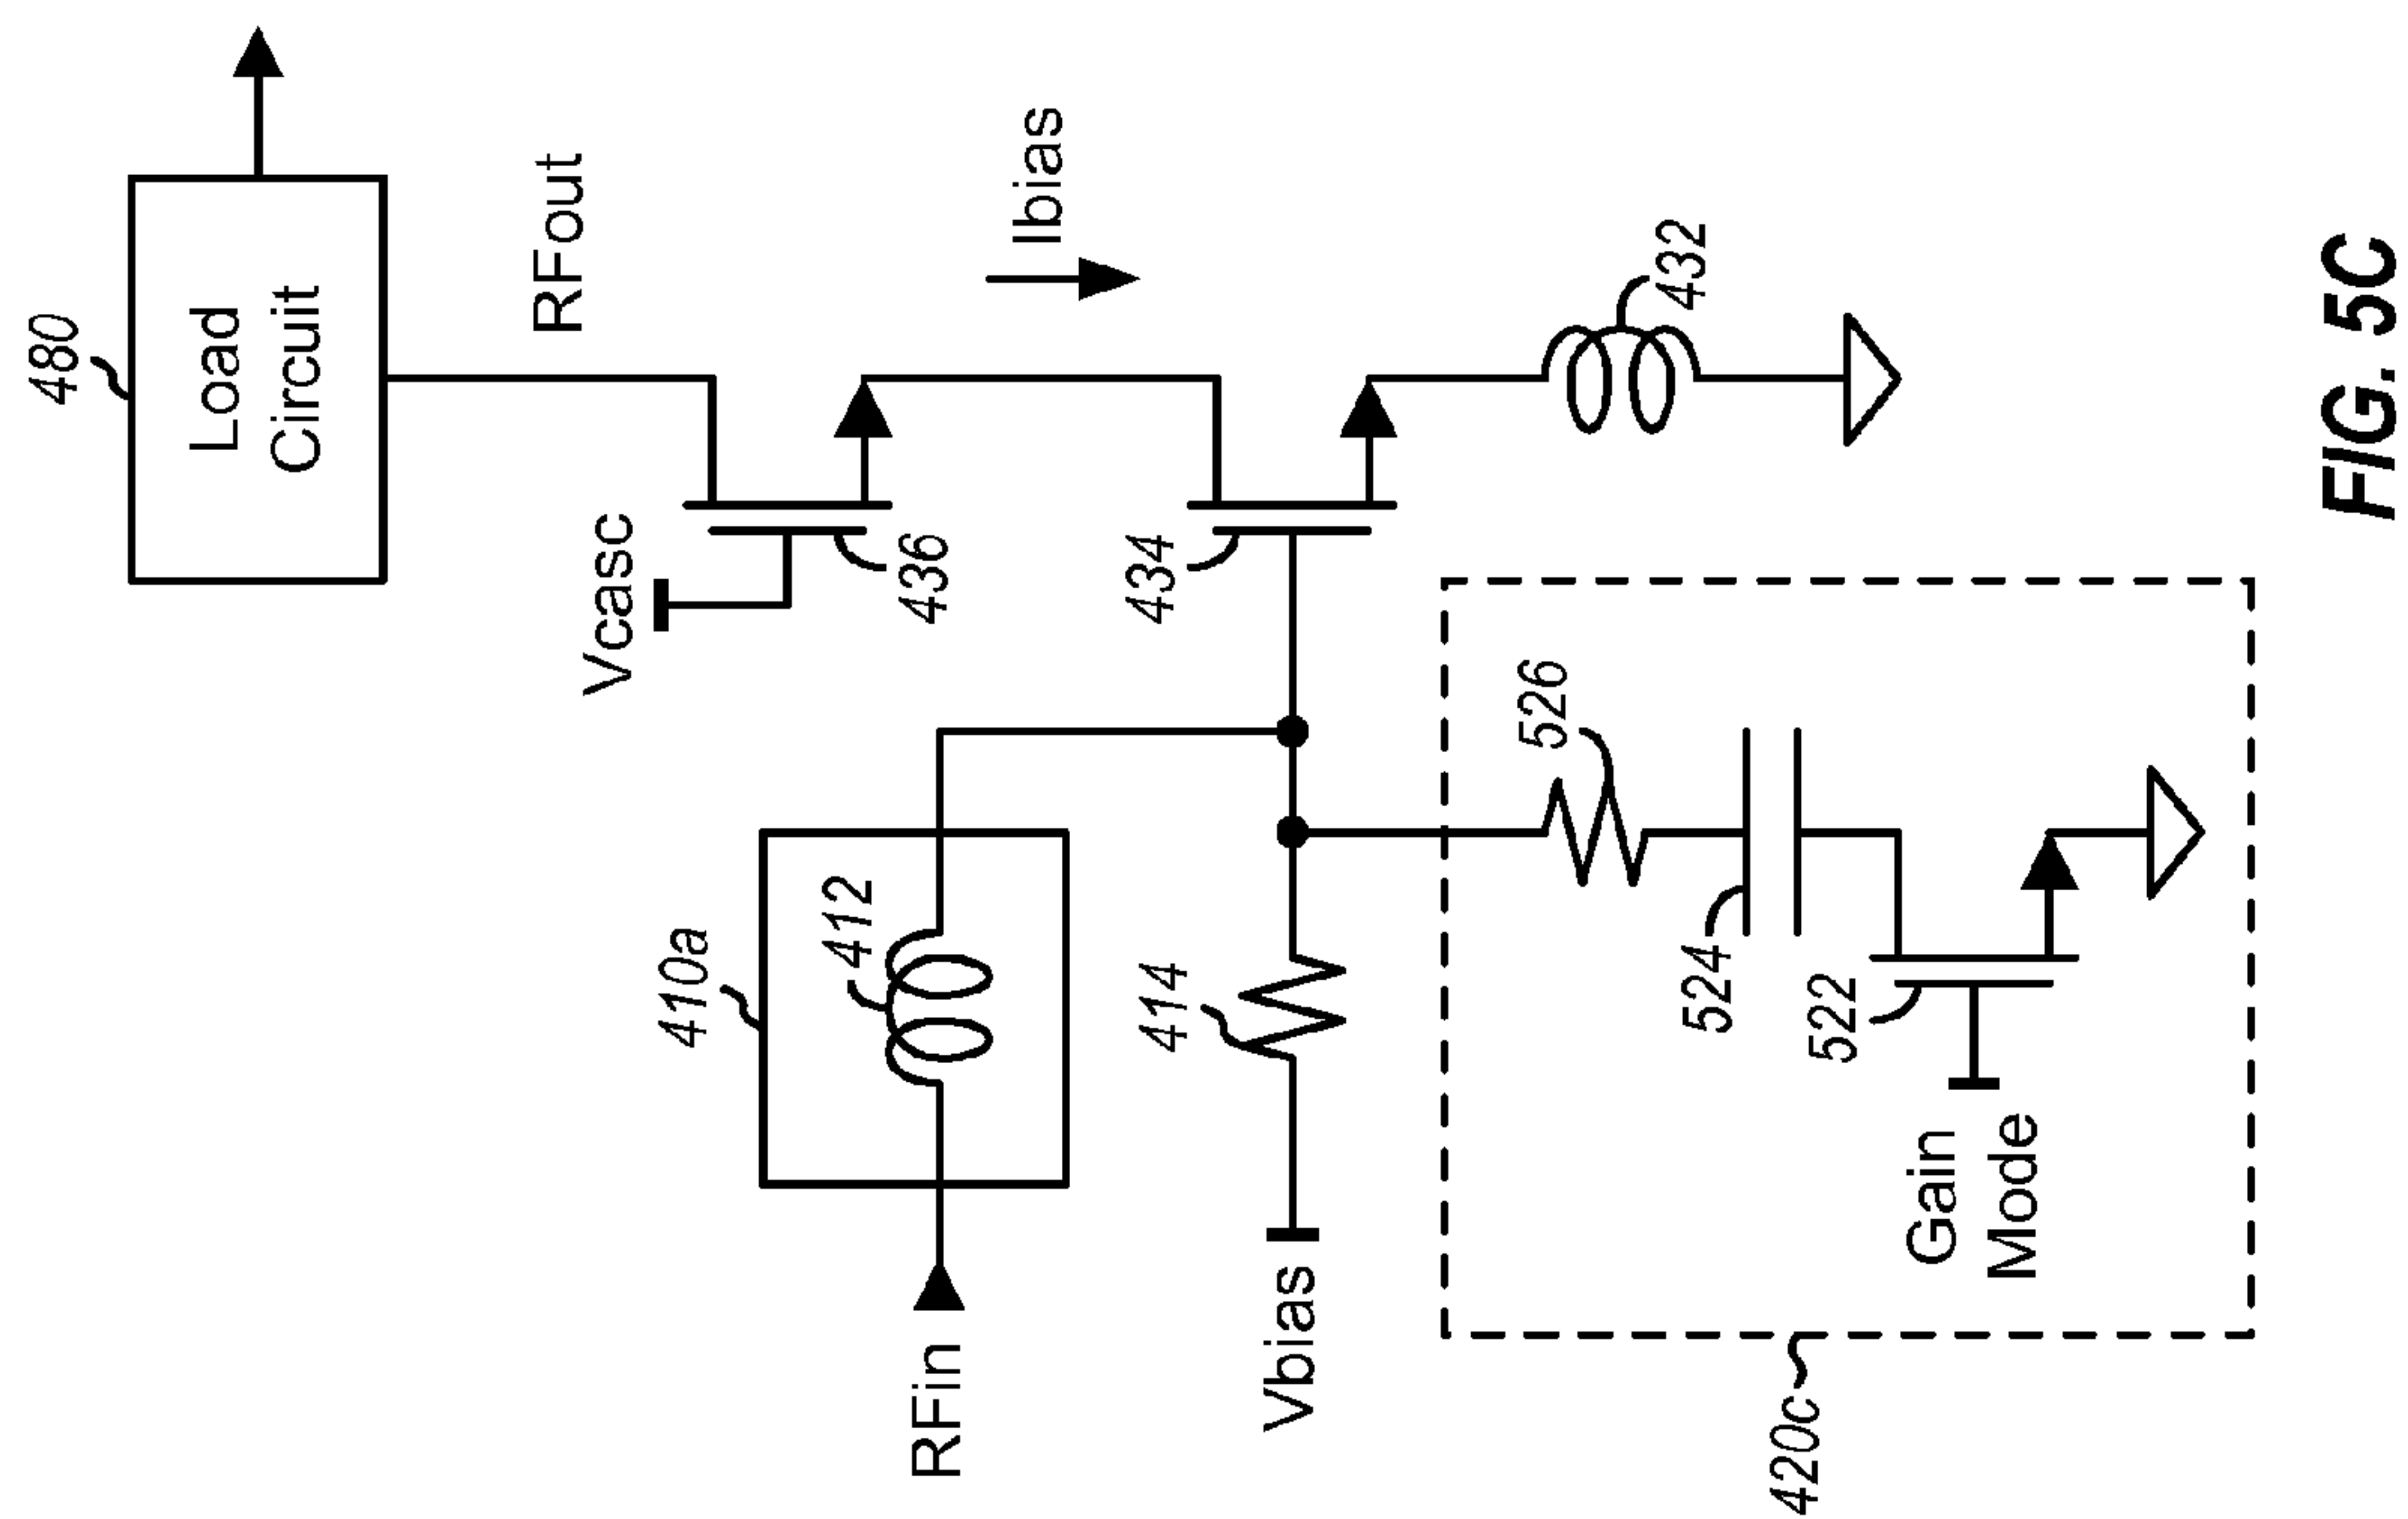 480
Load
Circuit
RFout
Vcasc
436
Ibias
434
410a
412
RFin
414
Vbias
432
526
524
522
Gain
Mode
420c
FIG. 5C